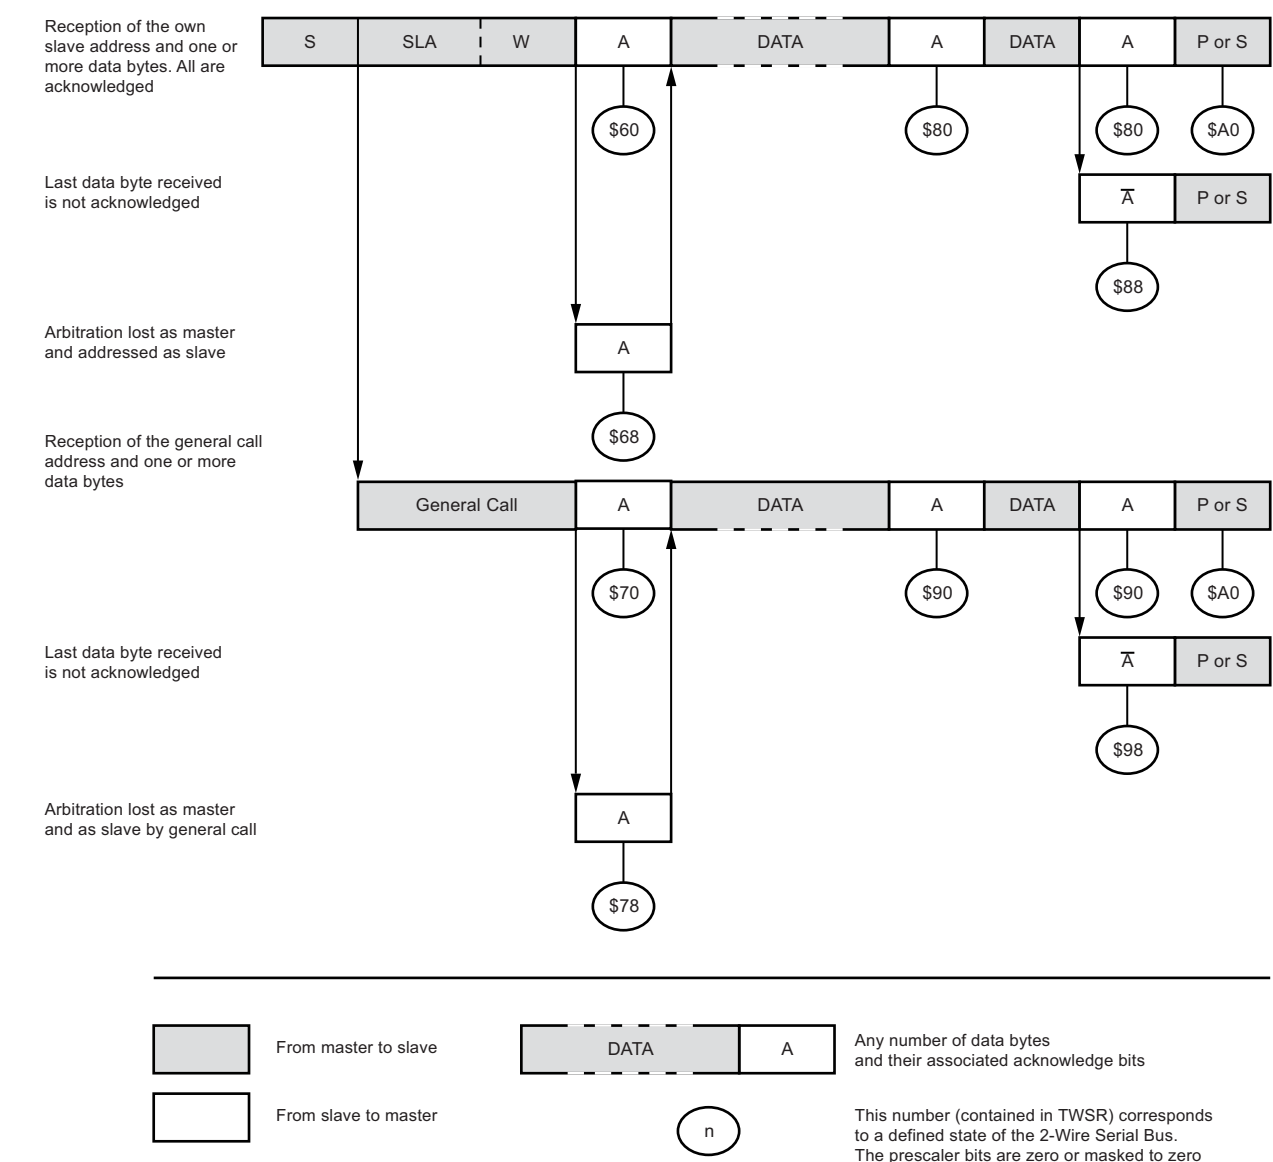 Reception of the own
slave address and one or
more data bytes. All are
acknowledged
S SLA W A DATA A DATA A P or S
$60 $80 $80 $A0
Last data byte received
is not acknowledged
A̅ P or S
$88
Arbitration lost as master
and addressed as slave
A
$68
Reception of the general call
address and one or more
data bytes
General Call A DATA A DATA A P or S
$70 $90 $90 $A0
Last data byte received
is not acknowledged
A̅ P or S
$98
Arbitration lost as master
and as slave by general call
A
$78
From master to slave
DATA A
Any number of data bytes
and their associated acknowledge bits
From slave to master
n
This number (contained in TWSR) corresponds
to a defined state of the 2-Wire Serial Bus.
The prescaler bits are zero or masked to zero